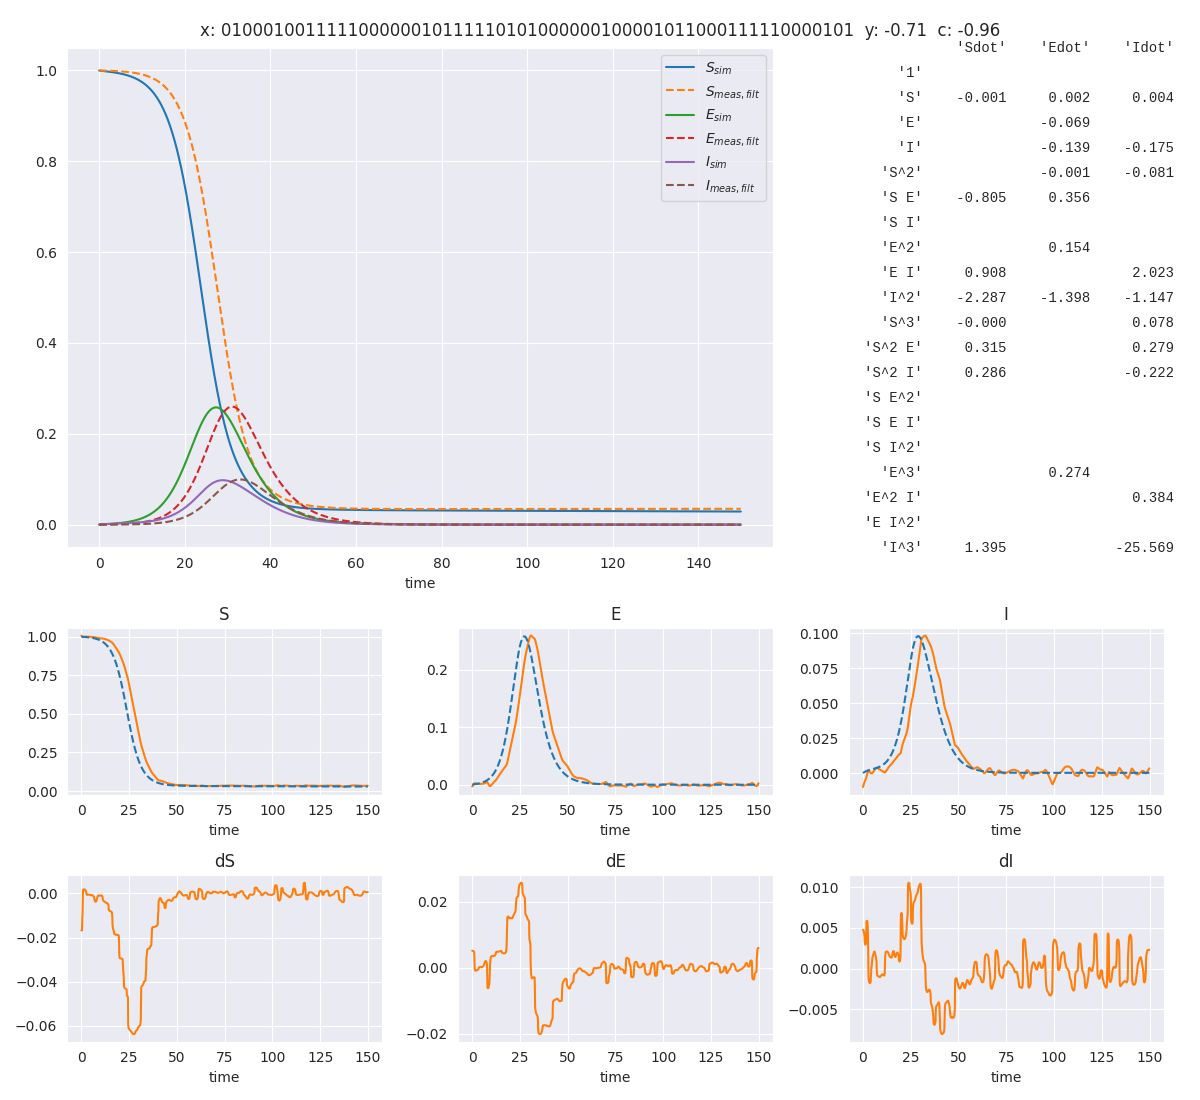 x: 010001001111100000010111110101000000100001011000111110000101  y: -0.71  c: -0.96
1.0
0.8
0.6
0.4
0.2
0.0
S_sim
S_meas,filt
E_sim
E_meas,filt
I_sim
I_meas,filt
0 20 40 60 80 100 120 140
time
'Sdot' 'Edot' 'Idot'
'1'
'S' -0.001 0.002 0.004
'E' -0.069
'I' -0.139 -0.175
'S^2' -0.001 -0.081
'S E' -0.805 0.356
'S I'
'E^2' 0.154
'E I' 0.908 2.023
'I^2' -2.287 -1.398 -1.147
'S^3' -0.000 0.078
'S^2 E' 0.315 0.279
'S^2 I' 0.286 -0.222
'S E^2'
'S E I'
'S I^2'
'E^3' 0.274
'E^2 I' 0.384
'E I^2'
'I^3' 1.395 -25.569
S
1.00
0.75
0.50
0.25
0.00
0 25 50 75 100 125 150
time
E
0.2
0.1
0.0
0 25 50 75 100 125 150
time
I
0.100
0.075
0.050
0.025
0.000
0 25 50 75 100 125 150
time
dS
0.00
−0.02
−0.04
−0.06
0 25 50 75 100 125 150
time
dE
0.02
0.00
−0.02
0 25 50 75 100 125 150
time
dI
0.010
0.005
0.000
−0.005
0 25 50 75 100 125 150
time